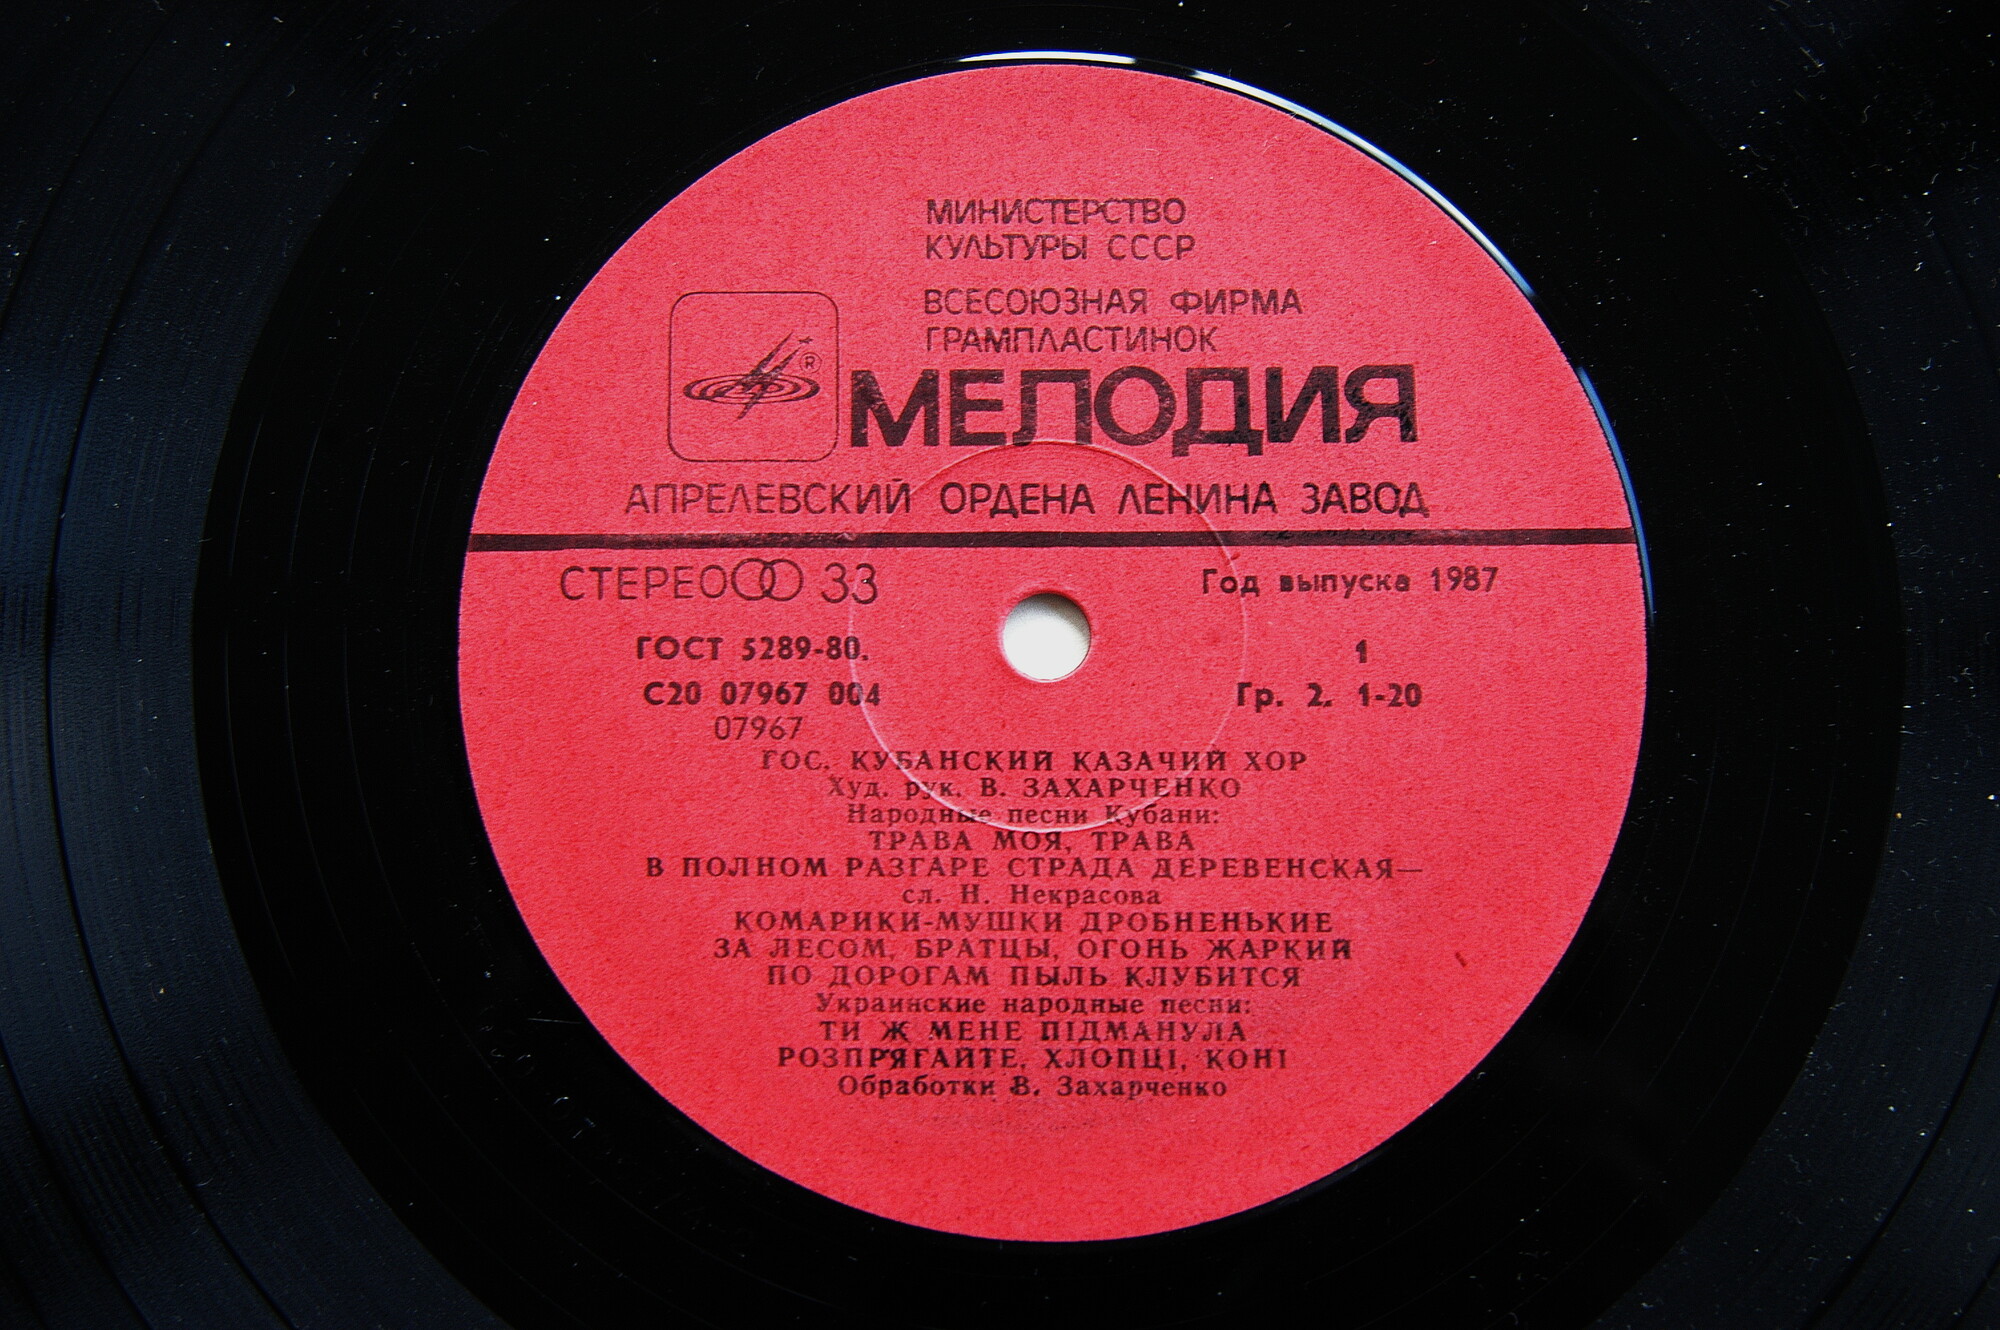 МИНИСТЕРСТВО
КУЛЬТУРЫ СССР
ВСЕСОЮЗНАЯ ФИРМА
ГРАМПЛАСТИНОК
®
МЕЛОДИЯ
АПРЕЛЕВСКИЙ ОРДЕНА ЛЕНИНА ЗАВОД
СТЕРЕО 33
Год выпуска 1987
ГОСТ 5289-80.
1
С20 07967 004
Гр. 2. 1-20
07967
ГОС. КУБАНСКИЙ КАЗАЧИЙ ХОР
Худ. рук. В. ЗАХАРЧЕНКО
Народные песни Кубани:
ТРАВА МОЯ, ТРАВА
В ПОЛНОМ РАЗГАРЕ СТРАДА ДЕРЕВЕНСКАЯ—
сл. Н. Некрасова
КОМАРИКИ-МУШКИ ДРОБНЕНЬКИЕ
ЗА ЛЕСОМ, БРАТЦЫ, ОГОНЬ ЖАРКИЙ
ПО ДОРОГАМ ПЫЛЬ КЛУБИТСЯ
Украинские народные песни:
ТИ Ж МЕНЕ ПІДМАНУЛА
РОЗПРЯГАЙТЕ, ХЛОПЦІ, КОНІ
Обработки В. Захарченко